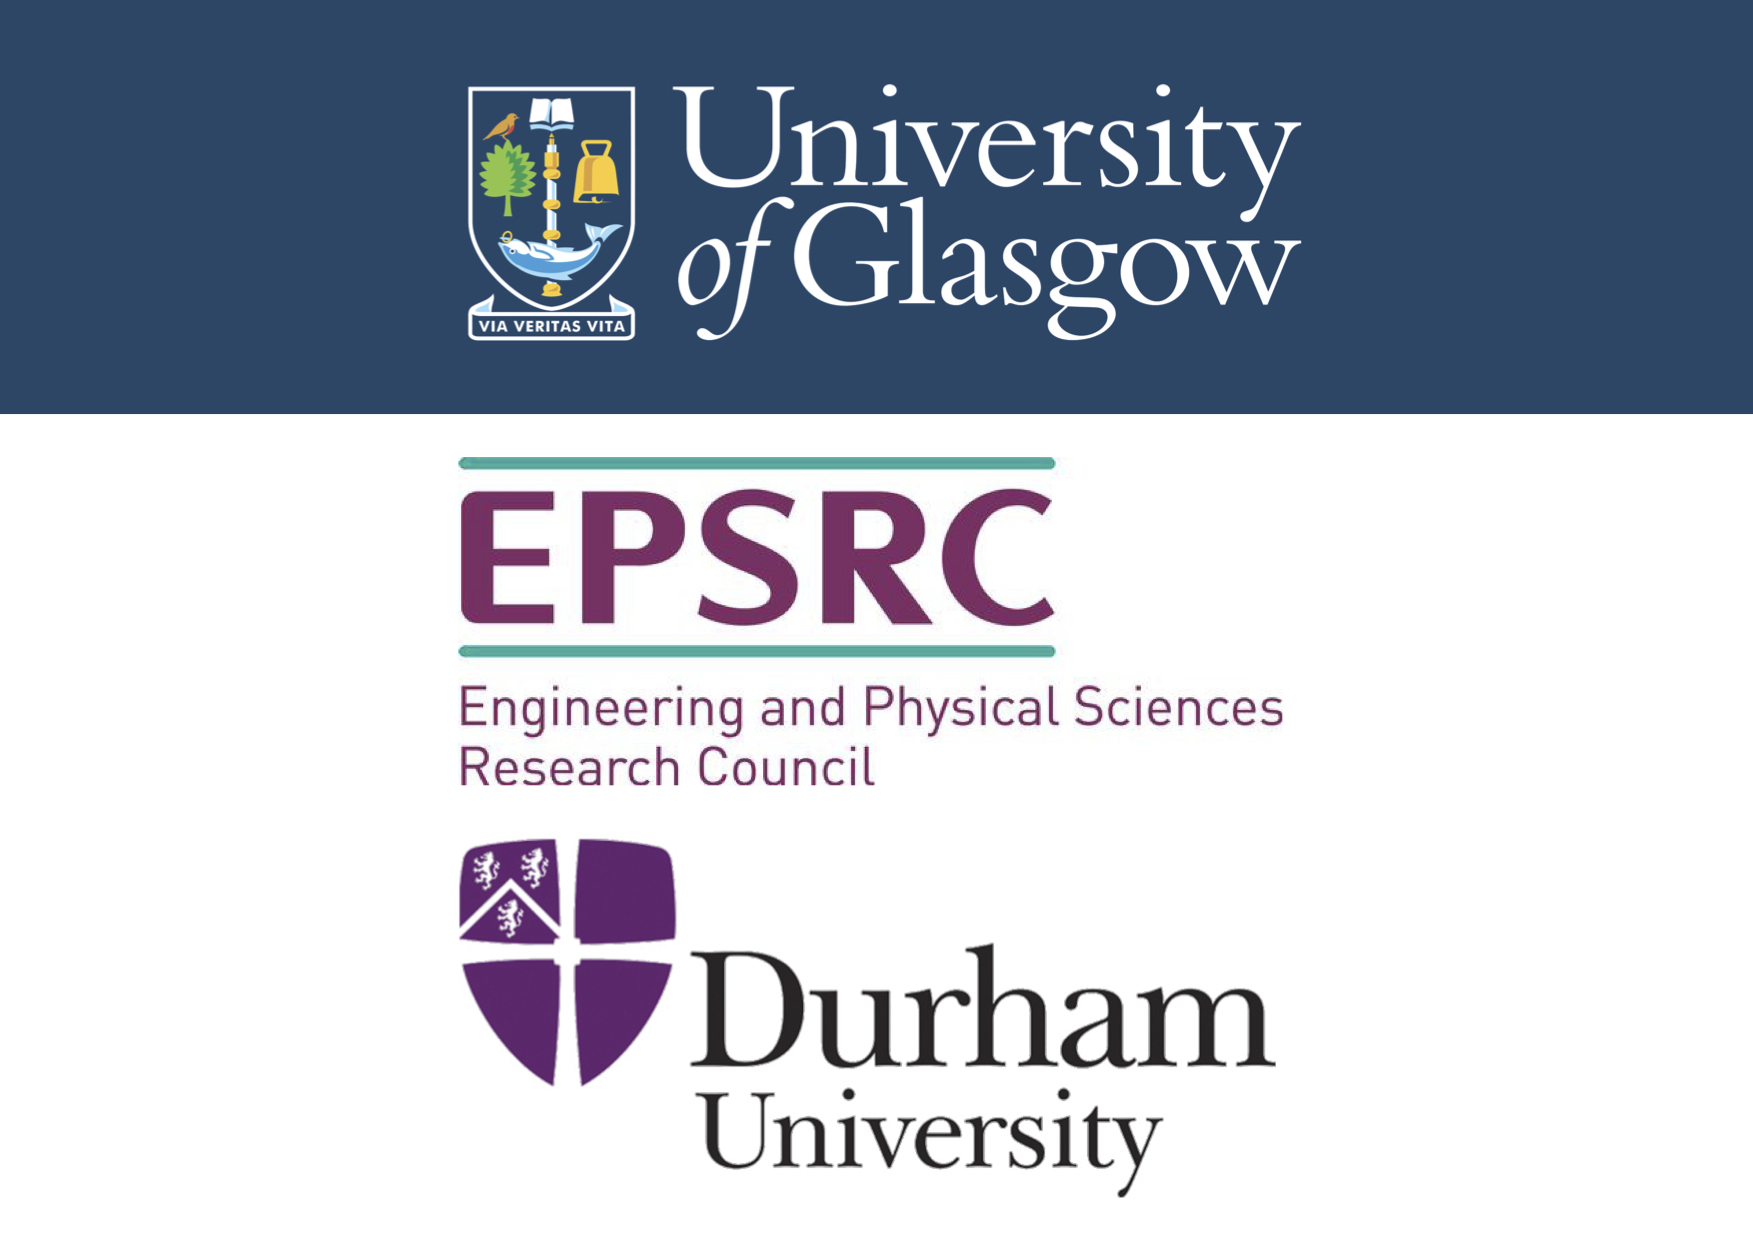 University
of Glasgow
VIA VERITAS VITA
EPSRC
Engineering and Physical Sciences
Research Council
Durham
University